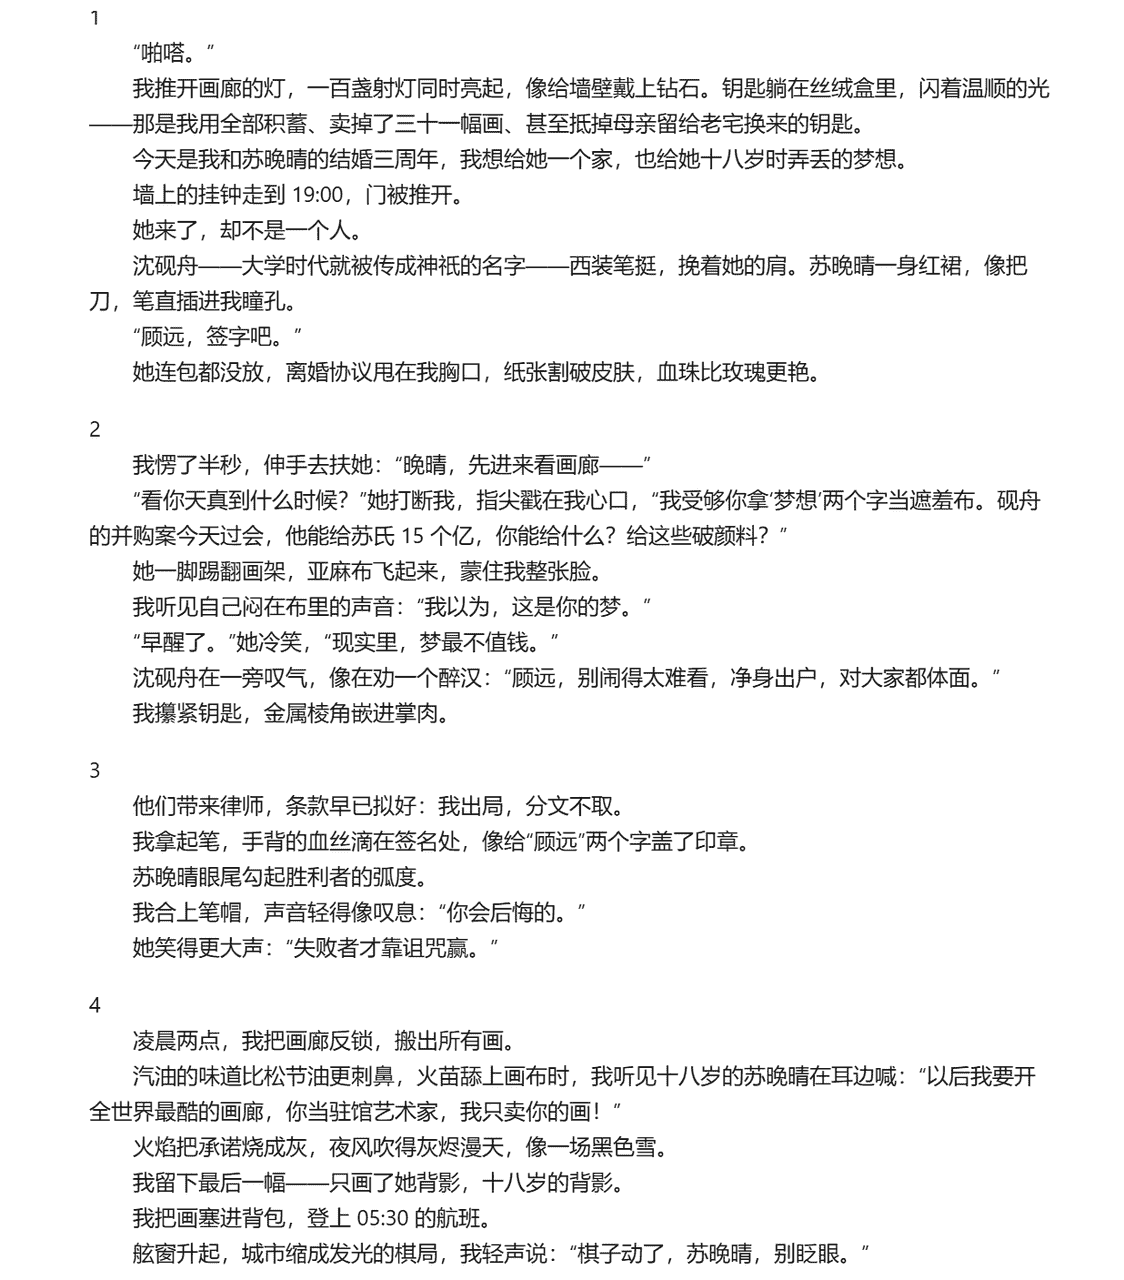 1
“啪嗒。”
我推开画廊的灯，一百盏射灯同时亮起，像给墙壁戴上钻石。钥匙躺在丝绒盒里，闪着温顺的光
——那是我用全部积蓄、卖掉了三十一幅画、甚至抵掉母亲留给老宅换来的钥匙。
今天是我和苏晚晴的结婚三周年，我想给她一个家，也给她十八岁时弄丢的梦想。
墙上的挂钟走到 19:00，门被推开。
她来了，却不是一个人。
沈砚舟——大学时代就被传成神祇的名字——西装笔挺，挽着她的肩。苏晚晴一身红裙，像把
刀，笔直插进我瞳孔。
“顾远，签字吧。”
她连包都没放，离婚协议甩在我胸口，纸张割破皮肤，血珠比玫瑰更艳。
2
我愣了半秒，伸手去扶她：“晚晴，先进来看画廊——”
“看你天真到什么时候？”她打断我，指尖戳在我心口，“我受够你拿‘梦想’两个字当遮羞布。砚舟
的并购案今天过会，他能给苏氏 15 个亿，你能给什么？给这些破颜料？”
她一脚踢翻画架，亚麻布飞起来，蒙住我整张脸。
我听见自己闷在布里的声音：“我以为，这是你的梦。”
“早醒了。”她冷笑，“现实里，梦最不值钱。”
沈砚舟在一旁叹气，像在劝一个醉汉：“顾远，别闹得太难看，净身出户，对大家都体面。”
我攥紧钥匙，金属棱角嵌进掌肉。
3
他们带来律师，条款早已拟好：我出局，分文不取。
我拿起笔，手背的血丝滴在签名处，像给“顾远”两个字盖了印章。
苏晚晴眼尾勾起胜利者的弧度。
我合上笔帽，声音轻得像叹息：“你会后悔的。”
她笑得更大声：“失败者才靠诅咒赢。”
4
凌晨两点，我把画廊反锁，搬出所有画。
汽油的味道比松节油更刺鼻，火苗舔上画布时，我听见十八岁的苏晚晴在耳边喊：“以后我要开
全世界最酷的画廊，你当驻馆艺术家，我只卖你的画！”
火焰把承诺烧成灰，夜风吹得灰烬漫天，像一场黑色雪。
我留下最后一幅——只画了她背影，十八岁的背影。
我把画塞进背包，登上 05:30 的航班。
舷窗升起，城市缩成发光的棋局，我轻声说：“棋子动了，苏晚晴，别眨眼。”